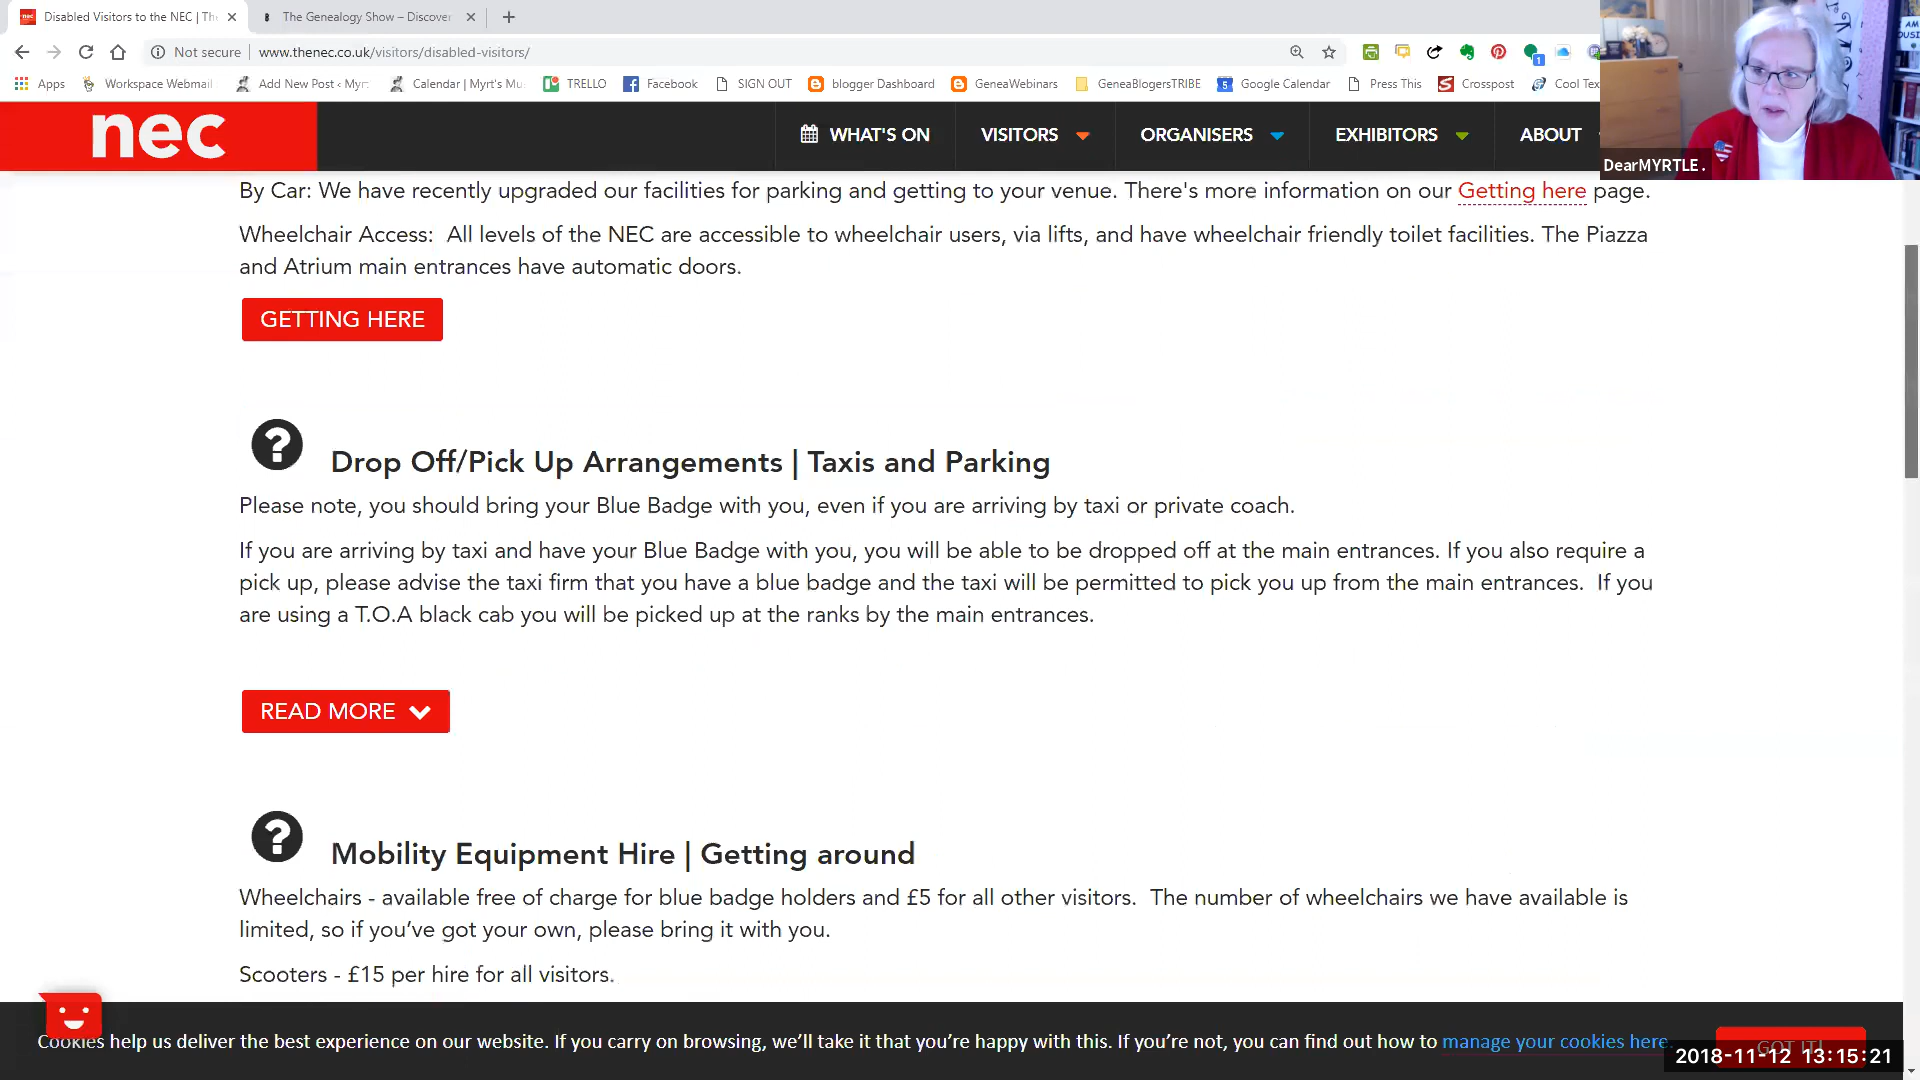 Disabled Visitors to the NEC | The
The Genealogy Show – Discover
Not secure
www.thenec.co.uk/visitors/disabled-visitors/
Apps
Workspace Webmail
Add New Post ‹ Myrt
Calendar | Myrt's Mu
TRELLO
Facebook
SIGN OUT
blogger Dashboard
GeneaWebinars
GeneaBlogersTRIBE
Google Calendar
Press This
Crosspost
Cool Tex
DearMYRTLE .
nec
WHAT'S ON
VISITORS
ORGANISERS
EXHIBITORS
ABOUT
By Car: We have recently upgraded our facilities for parking and getting to your venue. There's more information on our Getting here page.
Wheelchair Access:  All levels of the NEC are accessible to wheelchair users, via lifts, and have wheelchair friendly toilet facilities. The Piazza
and Atrium main entrances have automatic doors.
GETTING HERE
Drop Off/Pick Up Arrangements | Taxis and Parking
Please note, you should bring your Blue Badge with you, even if you are arriving by taxi or private coach.
If you are arriving by taxi and have your Blue Badge with you, you will be able to be dropped off at the main entrances. If you also require a
pick up, please advise the taxi firm that you have a blue badge and the taxi will be permitted to pick you up from the main entrances.  If you
are using a T.O.A black cab you will be picked up at the ranks by the main entrances.
READ MORE
Mobility Equipment Hire | Getting around
Wheelchairs - available free of charge for blue badge holders and £5 for all other visitors.  The number of wheelchairs we have available is
limited, so if you've got your own, please bring it with you.
Scooters - £15 per hire for all visitors.
Cookies help us deliver the best experience on our website. If you carry on browsing, we'll take it that you're happy with this. If you're not, you can find out how to manage your cookies here.
GOT IT!
2018-11-12 13:15:21